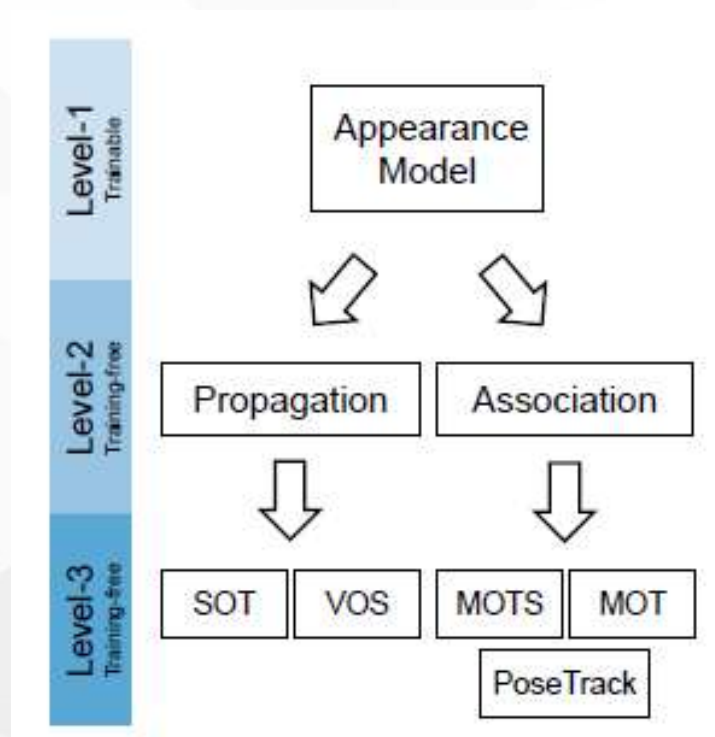 Level-1
Trainable
Appearance
Model
Level-2
Training-free
Propagation
Association
Level-3
Training-free
SOT
VOS
MOTS
MOT
PoseTrack